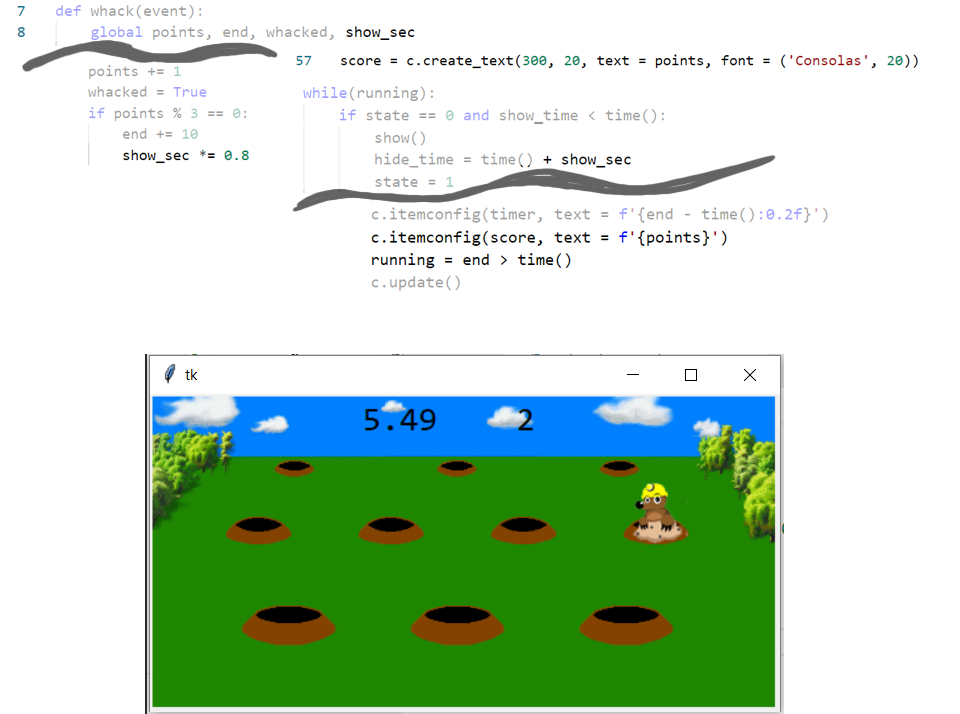 7 def whack(event):
8 global points, end, whacked, show_sec
points += 1
whacked = True
if points % 3 == 0:
end += 10
show_sec *= 0.8
57 score = c.create_text(300, 20, text = points, font = ('Consolas', 20))
while(running):
if state == 0 and show_time < time():
show()
hide_time = time() + show_sec
state = 1
c.itemconfig(timer, text = f'{end - time():0.2f}')
c.itemconfig(score, text = f'{points}')
running = end > time()
c.update()
tk
5.49 2